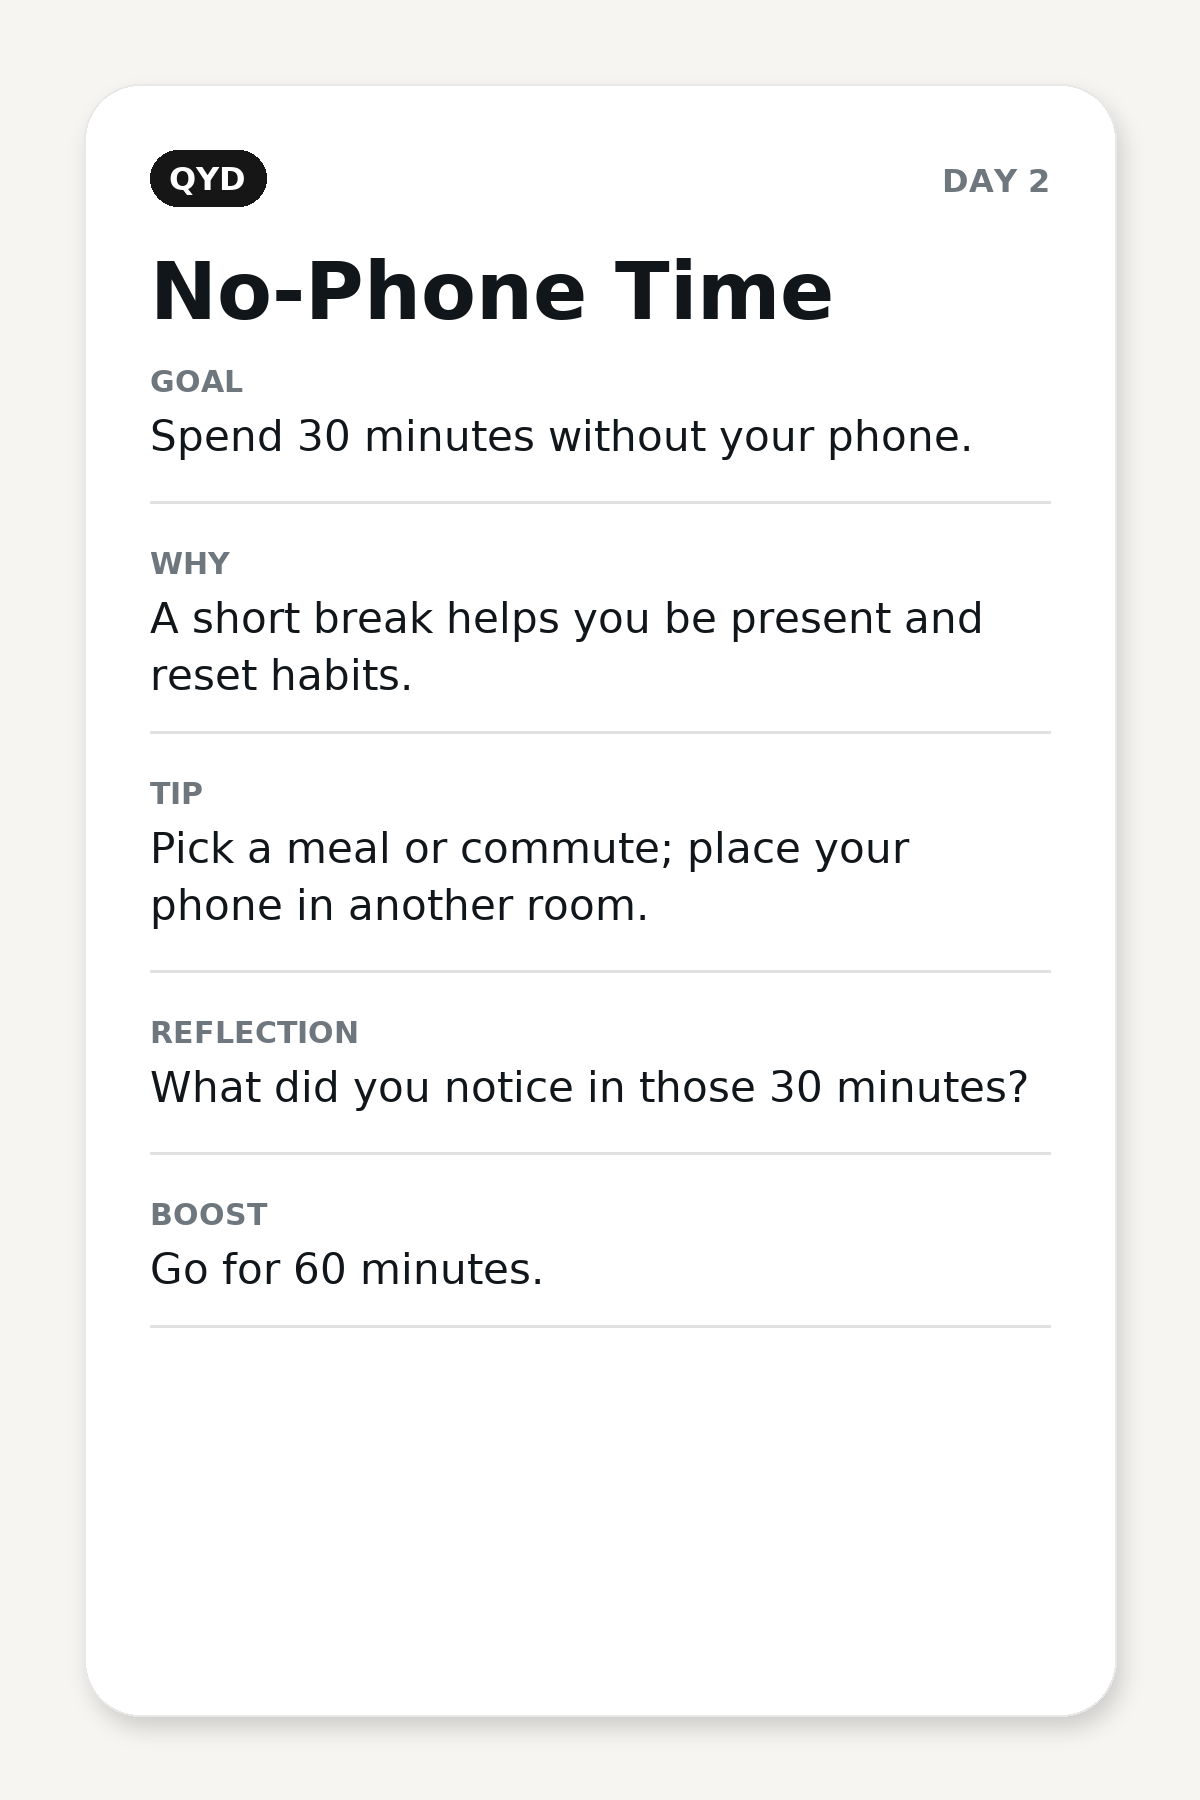 QYD
DAY 2
No-Phone Time
GOAL
Spend 30 minutes without your phone.
WHY
A short break helps you be present and
reset habits.
TIP
Pick a meal or commute; place your
phone in another room.
REFLECTION
What did you notice in those 30 minutes?
BOOST
Go for 60 minutes.